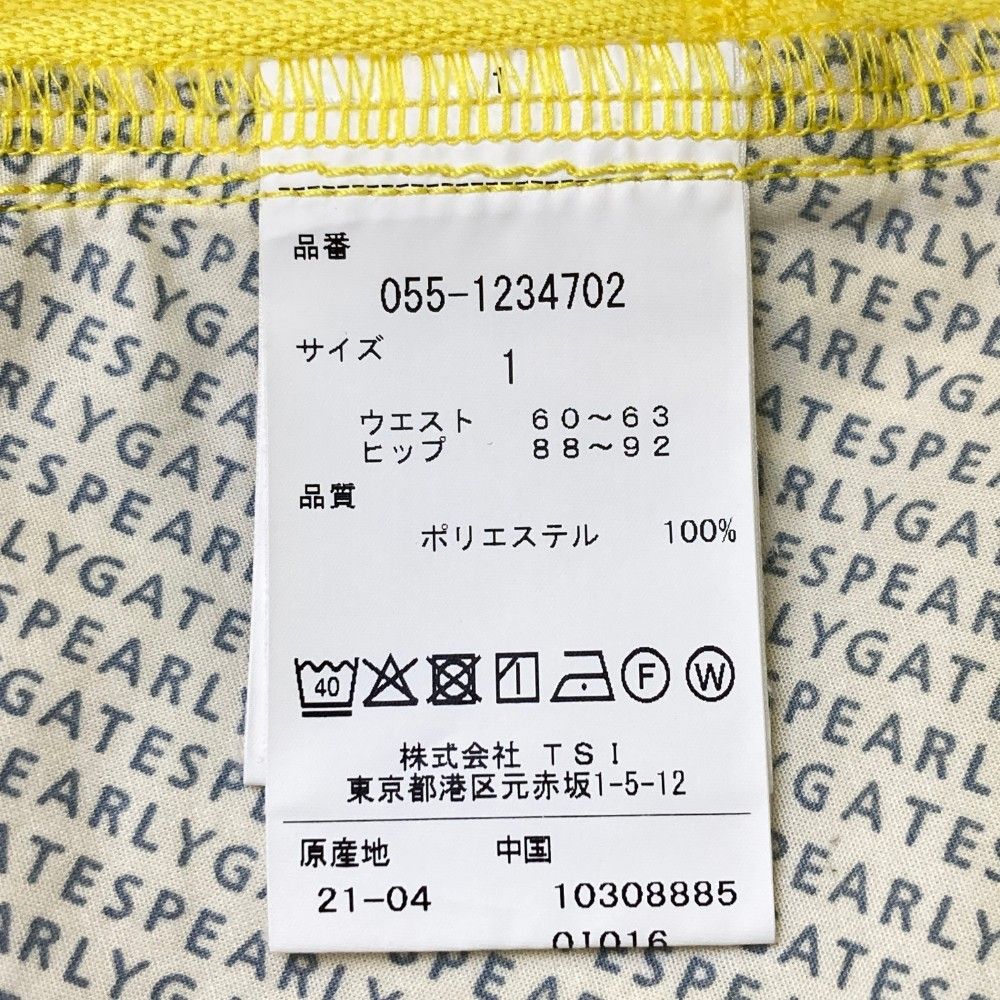 1
品番
055-1234702
サイズ
1
ウエスト 60～63
ヒップ 88～92
品質
ポリエステル 100%
40 F W
株式会社 TSI
東京都港区元赤坂1-5-12
原産地 中国
21-04 10308885
01016
PEARLYGATES